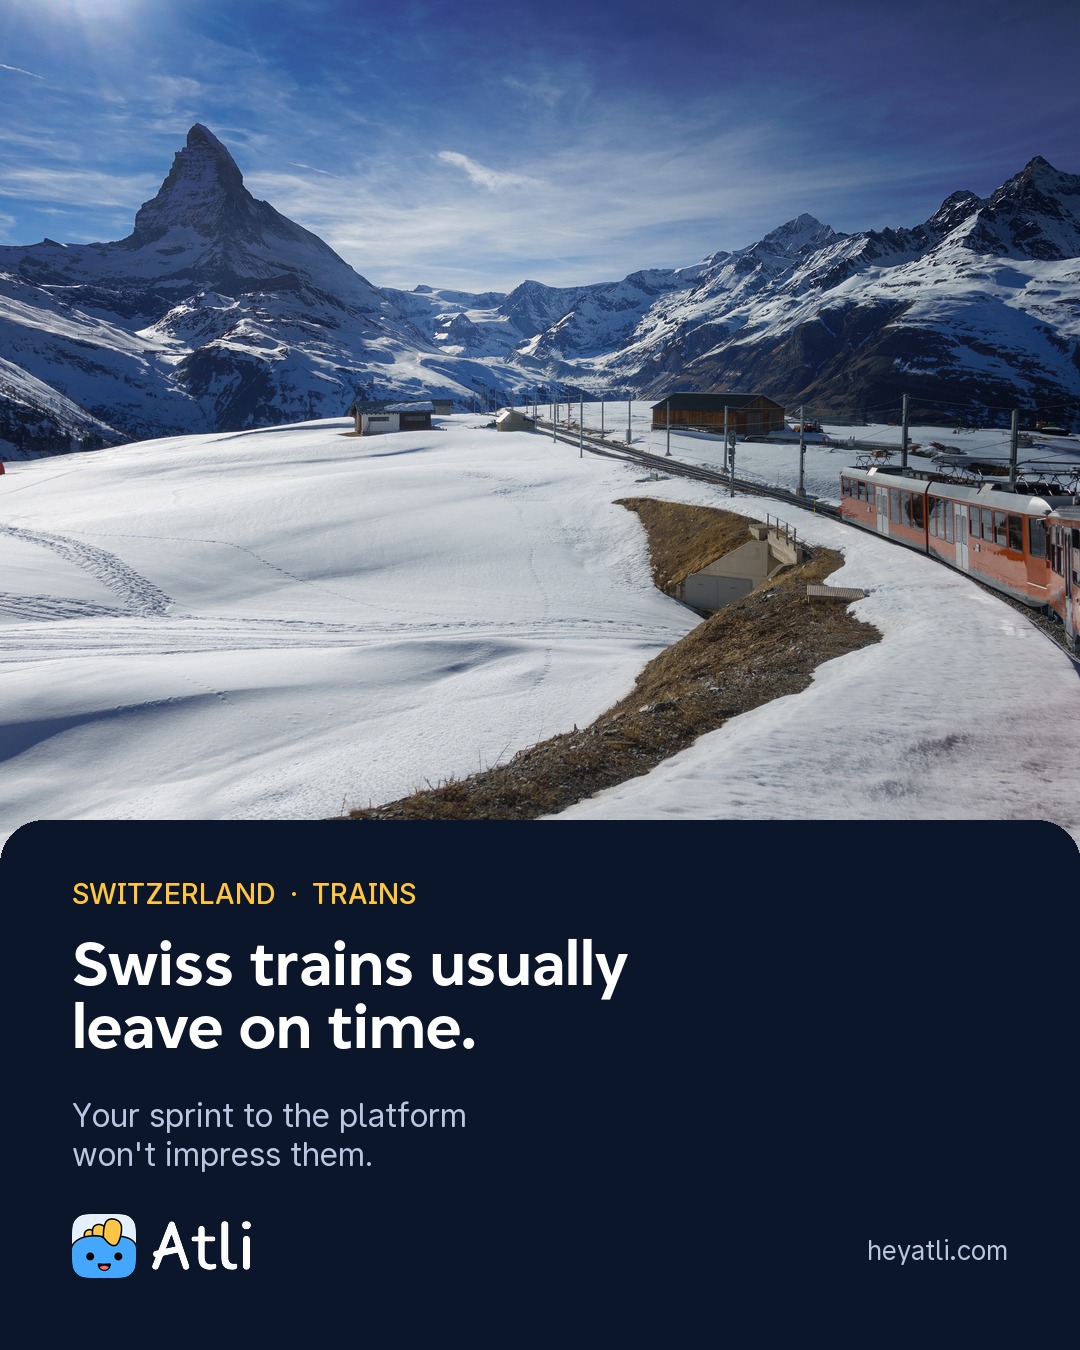 SWITZERLAND · TRAINS
Swiss trains usually
leave on time.
Your sprint to the platform
won't impress them.
Atli
heyatli.com